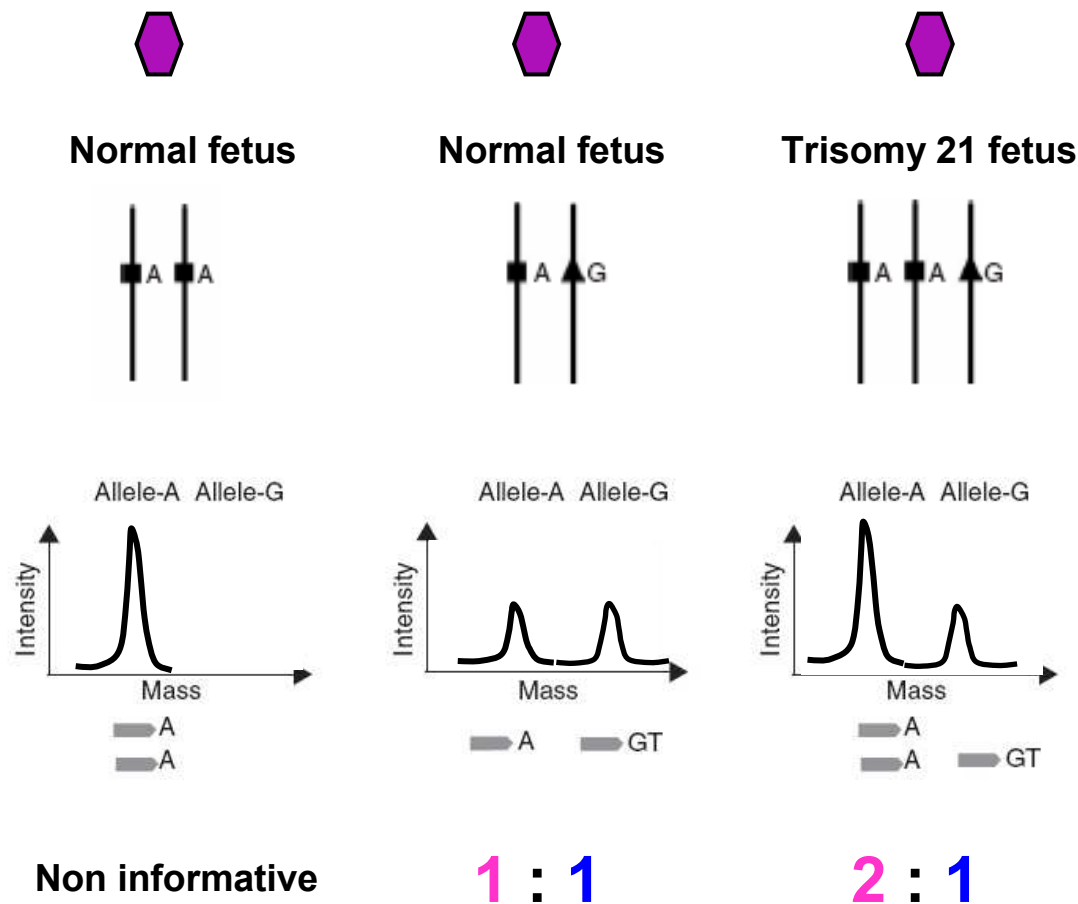 Normal fetus Normal fetus Trisomy 21 fetus
A A A G A A G
Allele-A Allele-G Allele-A Allele-G Allele-A Allele-G
Intensity Intensity Intensity
Mass Mass Mass
A A GT A
A A GT
Non informative 1 : 1 2 : 1